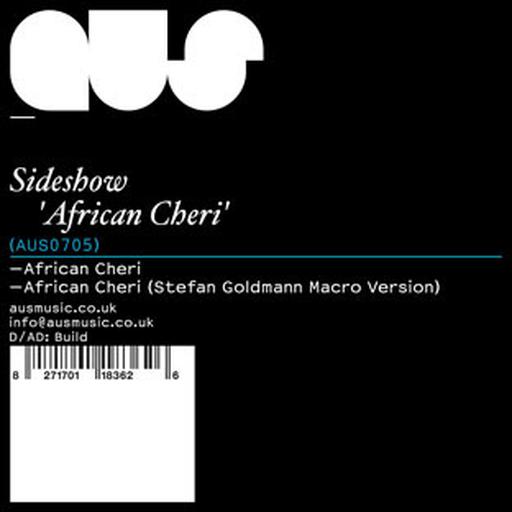 aus
Sideshow
'African Cheri'
(AUS0705)
—African Cheri
—African Cheri (Stefan Goldmann Macro Version)
ausmusic.co.uk
info@ausmusic.co.uk
D/AD: Build
8 271701 18362 6